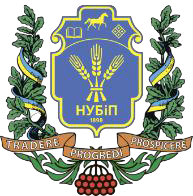 НУБіП
1898
TRADERE
PROGREDI
PROSPICERE